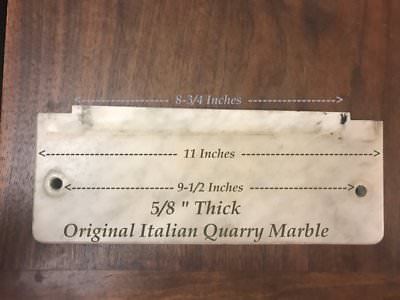 8-3/4 Inches
11 Inches
9-1/2 Inches
5/8 " Thick
Original Italian Quarry Marble